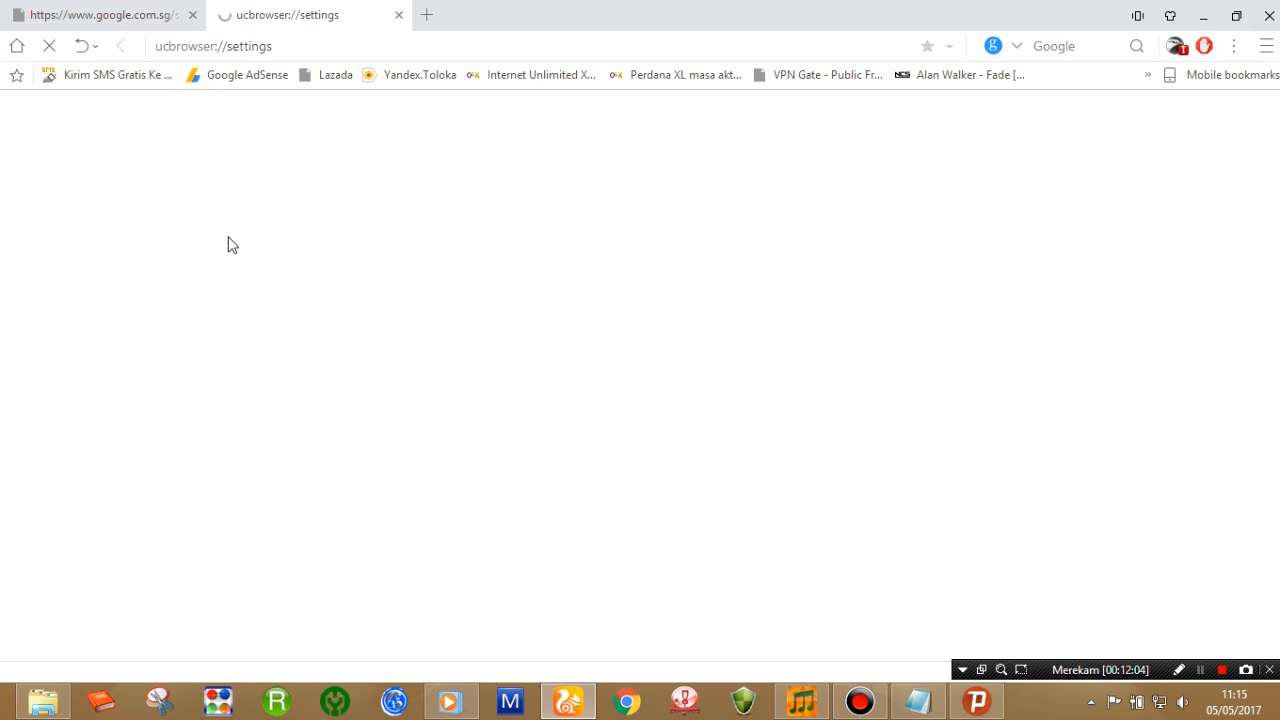 https://www.google.com.sg/s
ucbrowser://settings
ucbrowser://settings
Google
Kirim SMS Gratis Ke ...
Google AdSense
Lazada
Yandex.Toloka
Internet Unlimited X...
Perdana XL masa akt...
VPN Gate - Public Fr...
Alan Walker - Fade [...
» Mobile bookmarks
Merekam [00:12:04]
11:15
05/05/2017